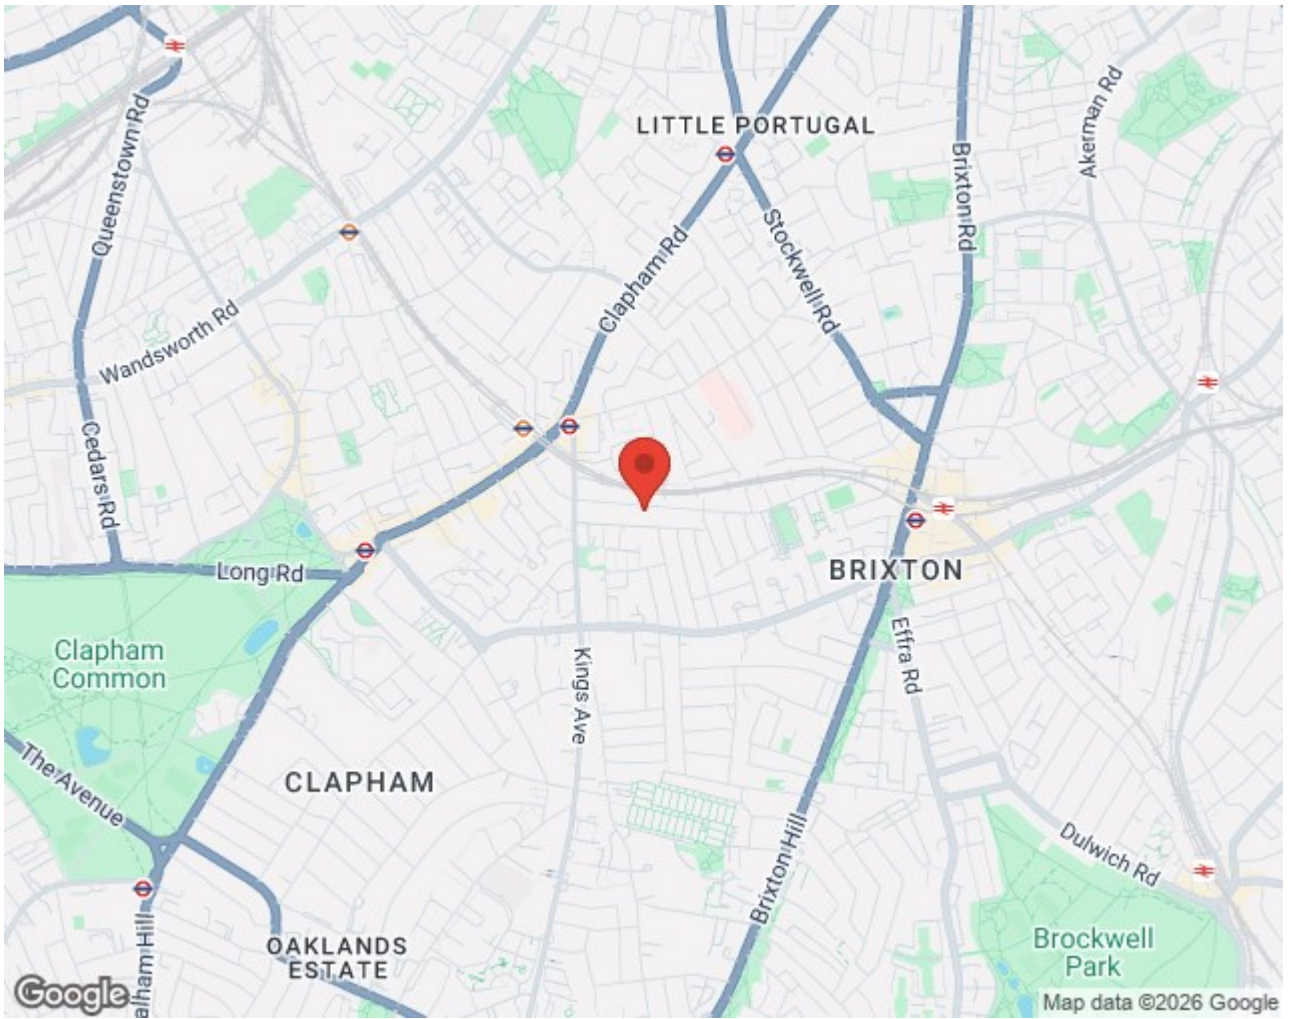 LITTLE PORTUGAL
Akerman Rd
Queenstown Rd
Brixton Rd
Stockwell Rd
Clapham Rd
Wandsworth Rd
Cedars Rd
BRIXTON
Long Rd
Effra Rd
Clapham
Common
Kings Ave
The Avenue
CLAPHAM
Brixton Hill
Dulwich Rd
alham Hill
OAKLANDS
ESTATE
Brockwell
Park
Google
Map data ©2026 Google